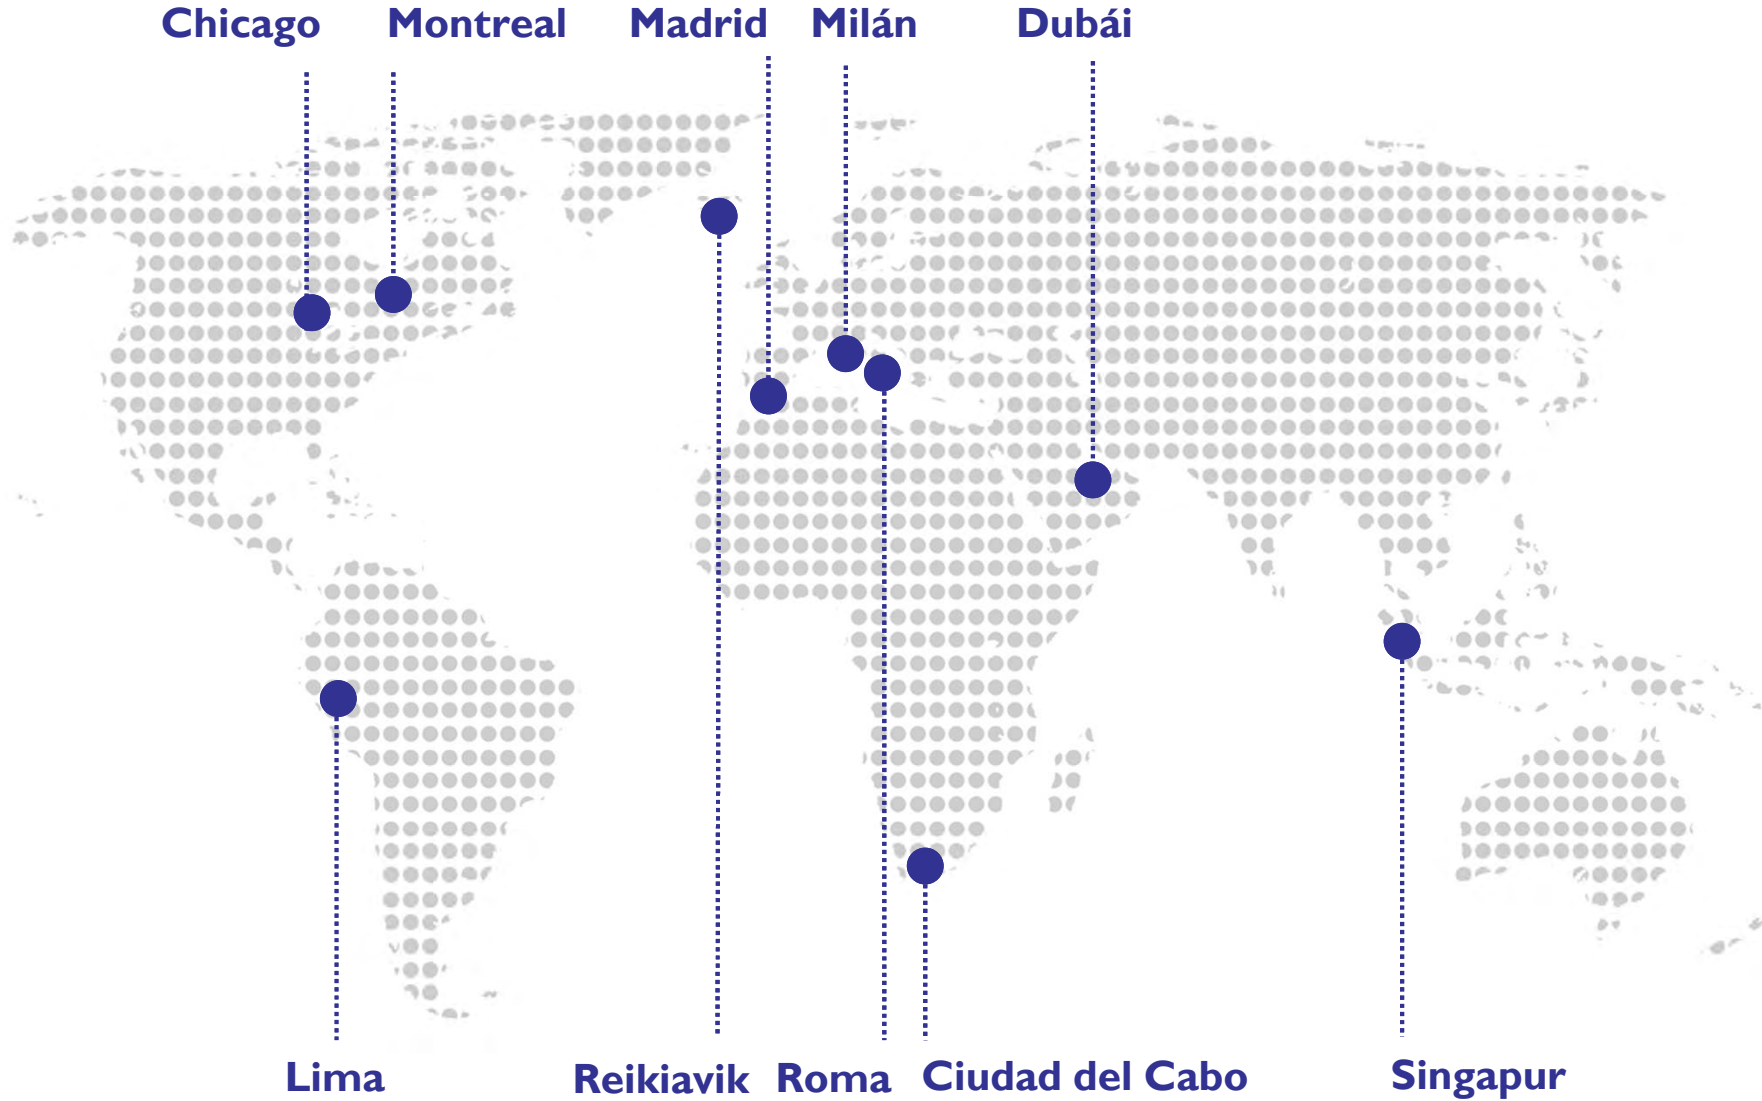 Chicago
Montreal
Madrid
Milán
Dubái
Lima
Reikiavik
Roma
Ciudad del Cabo
Singapur